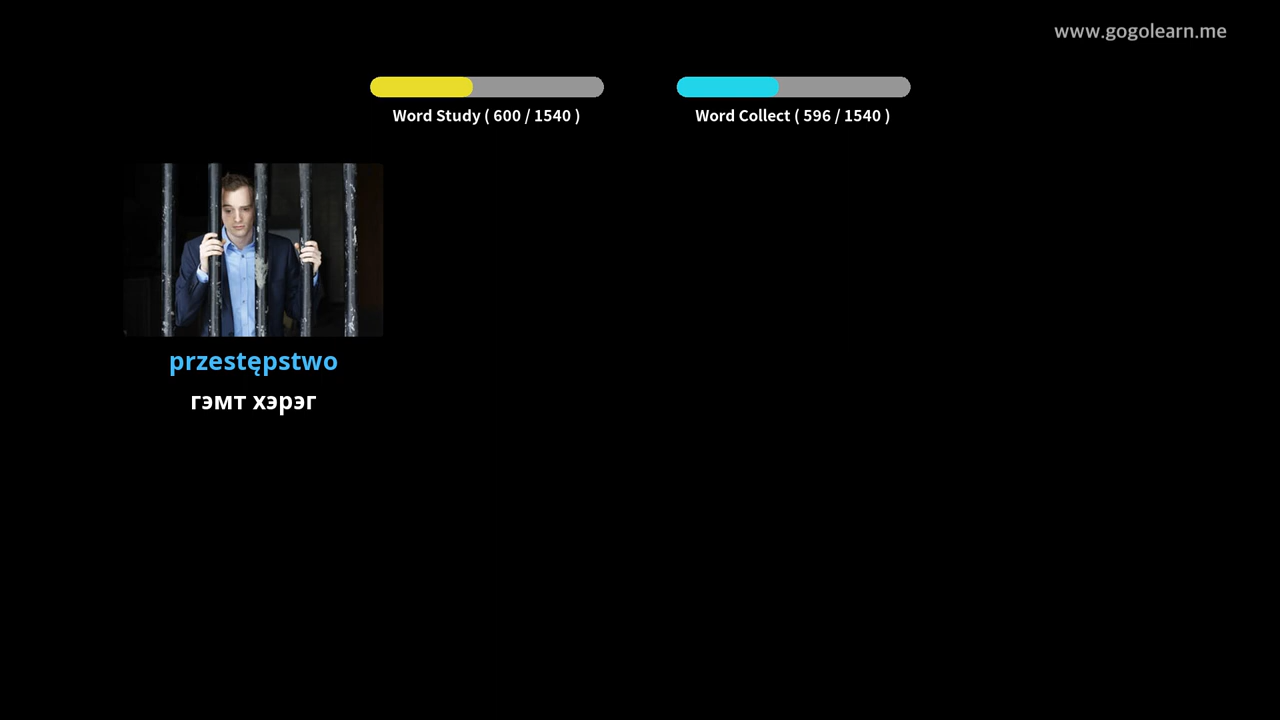 www.gogolearn.me
Word Study ( 600 / 1540 )
Word Collect ( 596 / 1540 )
przestępstwo
гэмт хэрэг